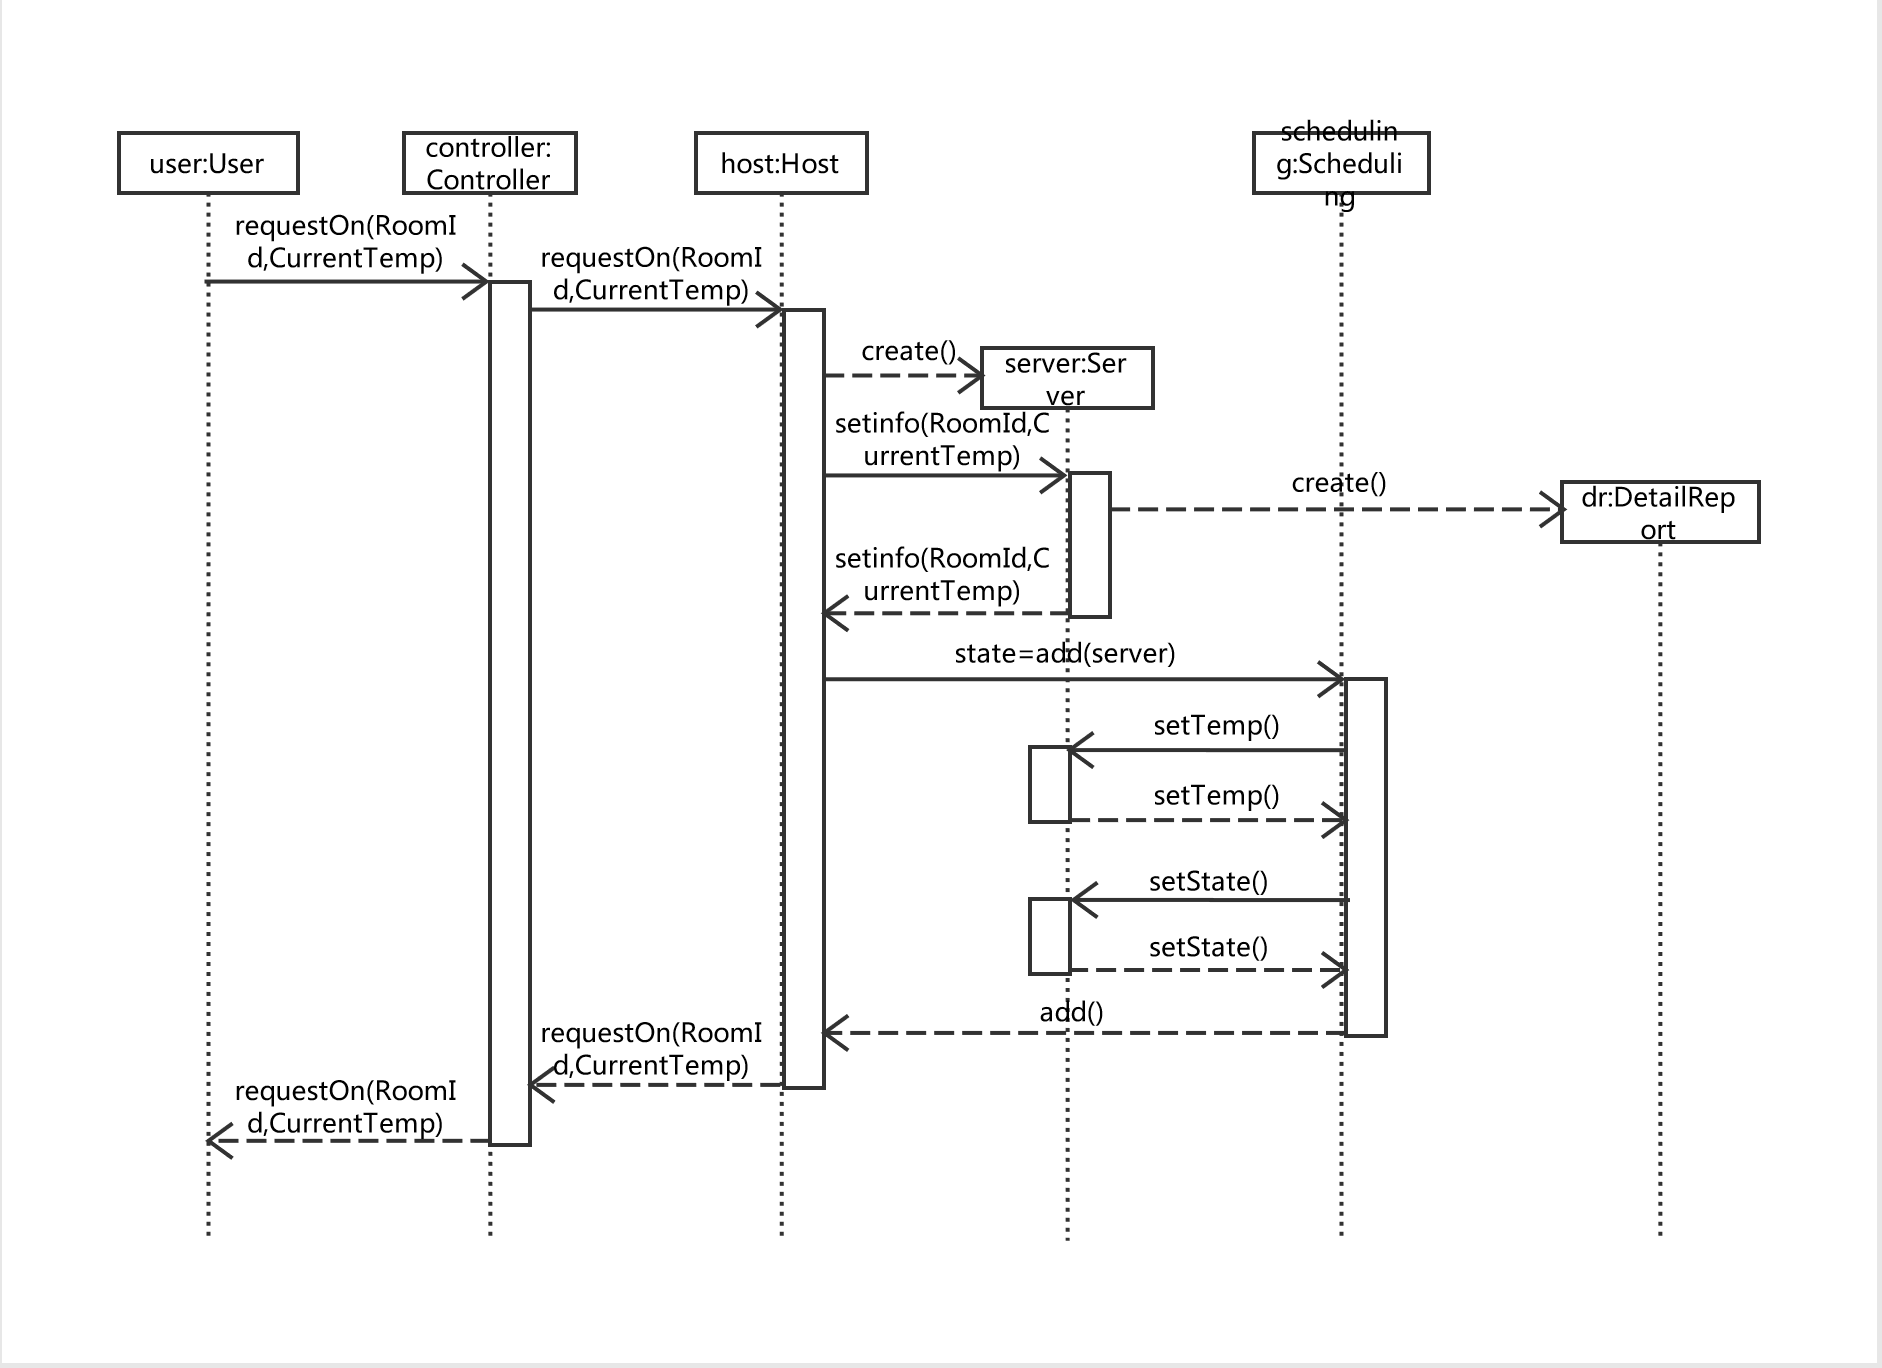 user:User
controller:
Controller
host:Host
schedulin
g:Scheduli
ng
requestOn(RoomI
d,CurrentTemp)
requestOn(RoomI
d,CurrentTemp)
create()
server:Ser
ver
setinfo(RoomId,C
urrentTemp)
create()
dr:DetailRep
ort
setinfo(RoomId,C
urrentTemp)
state=add(server)
setTemp()
setTemp()
setState()
setState()
add()
requestOn(RoomI
d,CurrentTemp)
requestOn(RoomI
d,CurrentTemp)